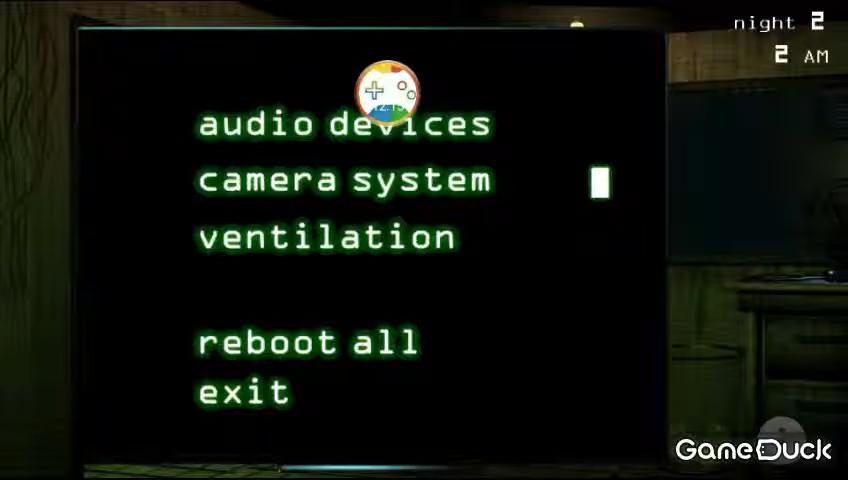 night 2
2 AM
audio devices
camera system
ventilation
reboot all
exit
GameDuck